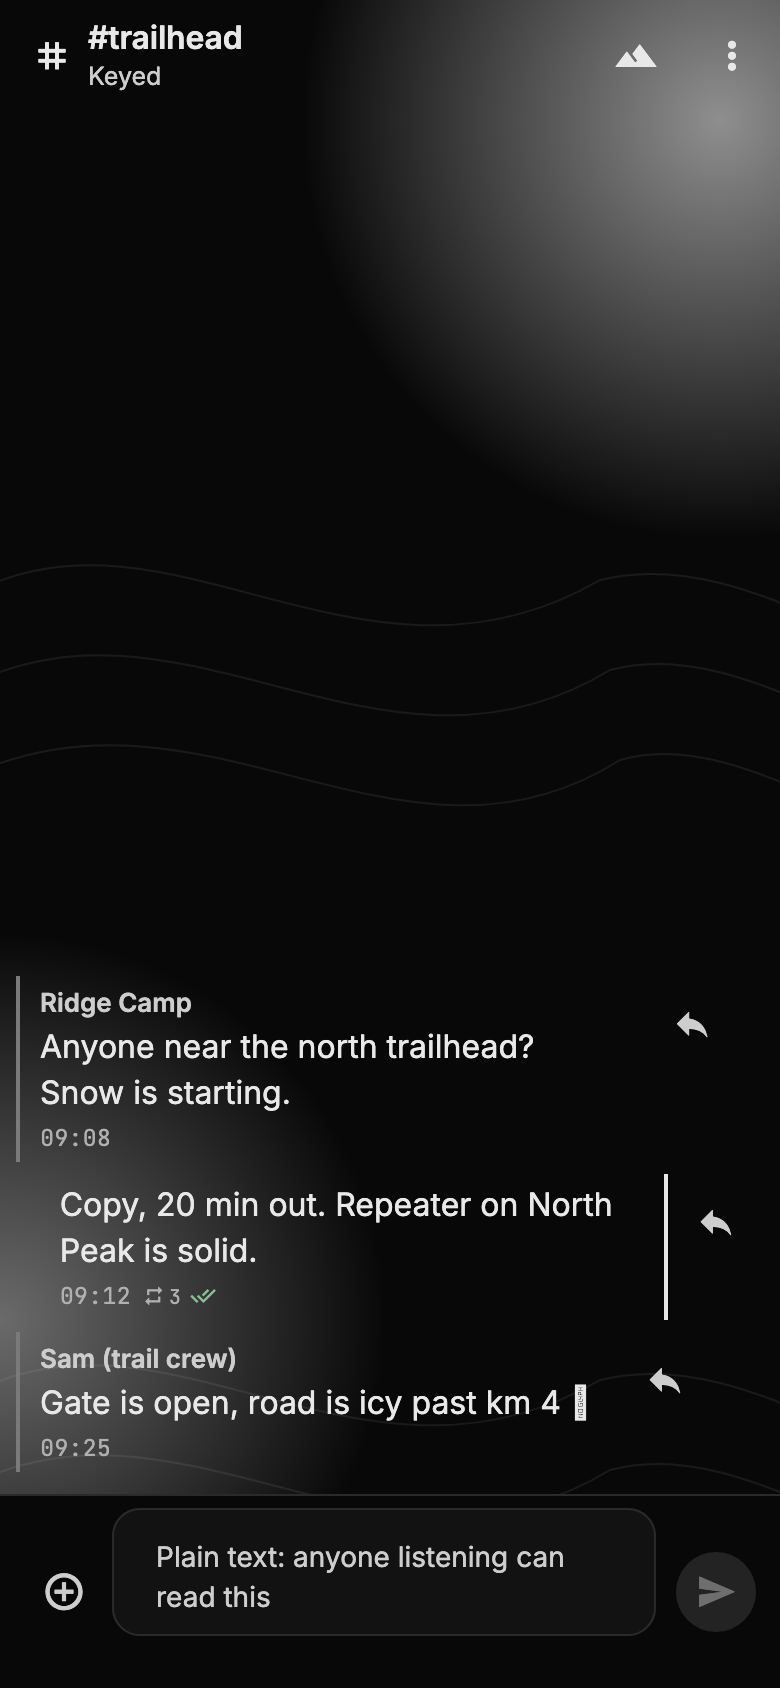 #trailhead
Keyed
Ridge Camp
Anyone near the north trailhead?
Snow is starting.
09:08
Copy, 20 min out. Repeater on North
Peak is solid.
09:12 3
Sam (trail crew)
Gate is open, road is icy past km 4
09:25
Plain text: anyone listening can
read this